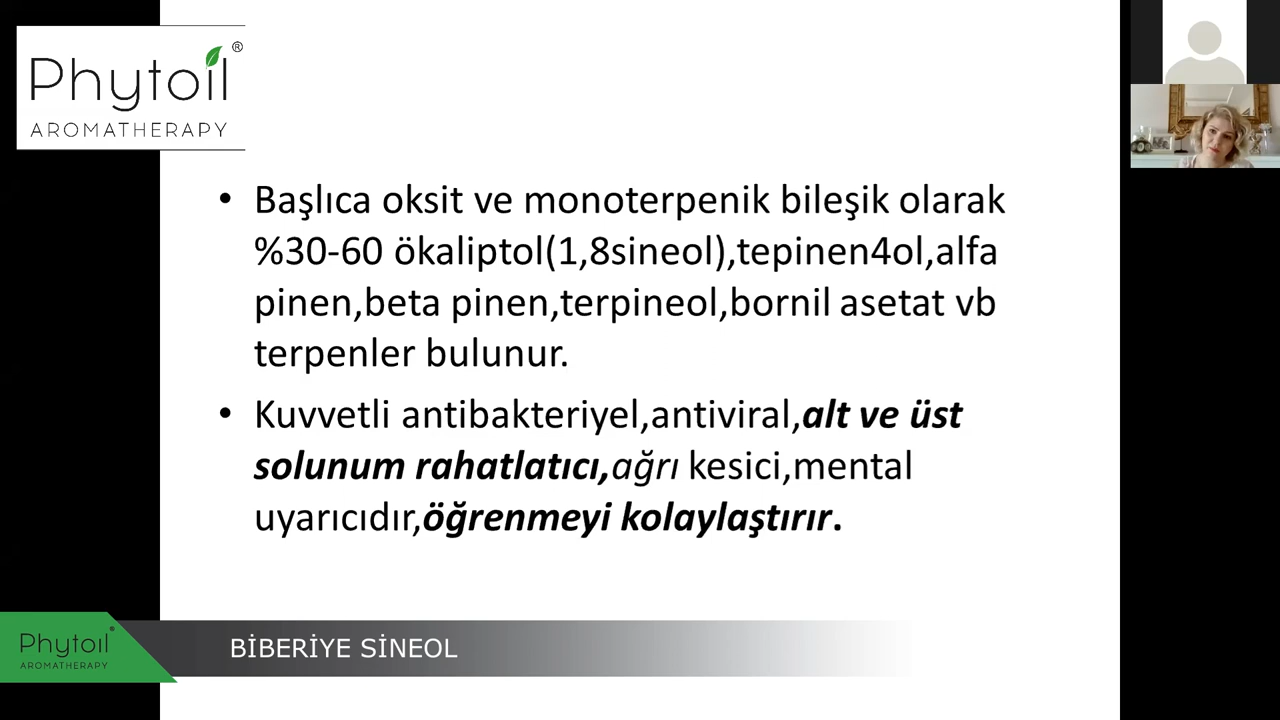 Phytoil®
AROMATHERAPY
• Başlıca oksit ve monoterpenik bileşik olarak
%30-60 ökaliptol(1,8sineol),tepinen4ol,alfa
pinen,beta pinen,terpineol,bornil asetat vb
terpenler bulunur.
• Kuvvetli antibakteriyel,antiviral,alt ve üst
solunum rahatlatıcı,ağrı kesici,mental
uyarıcıdır,öğrenmeyi kolaylaştırır.
Phytoil®
AROMATHERAPY
BİBERİYE SİNEOL